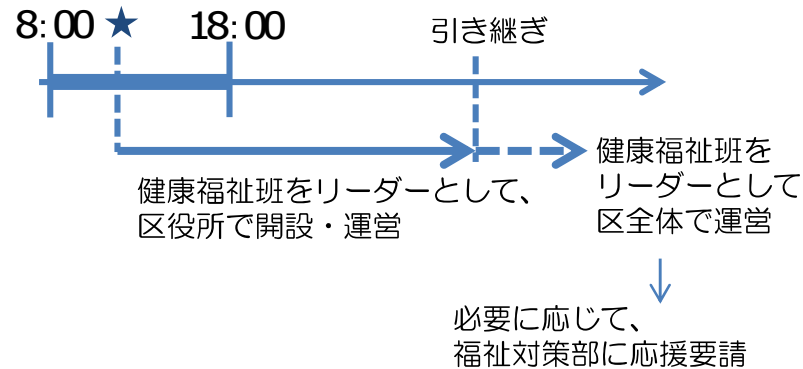 8:00 ★ 18:00
引き継ぎ
健康福祉班をリーダーとして、
区役所で開設・運営
健康福祉班を
リーダーとして
区全体で運営
必要に応じて、
福祉対策部に応援要請